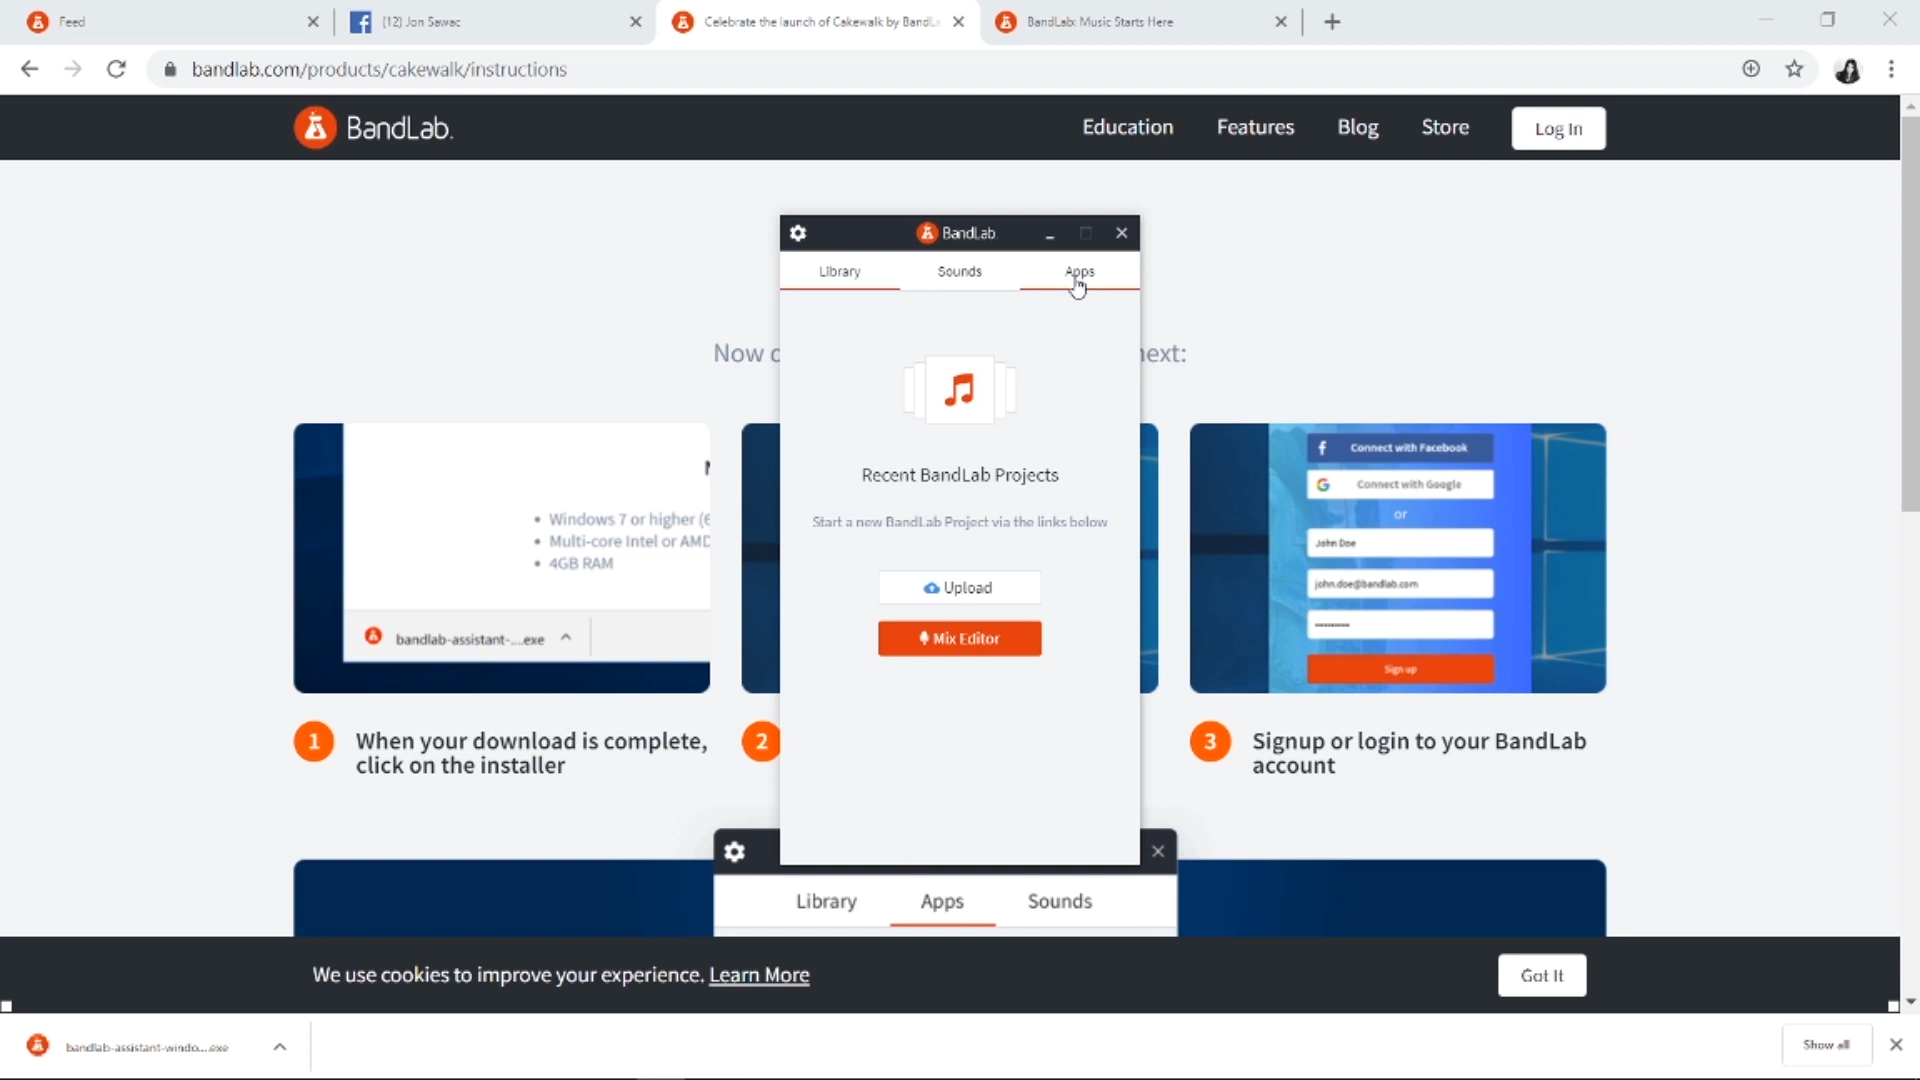 Feed
[12] Jon Sawac
Celebrate the launch of Cakewalk by BandL
BandLab: Music Starts Here
bandlab.com/products/cakewalk/instructions
BandLab.
Education
Features
Blog
Store
Log In
BandLab
Library
Sounds
Apps
Now
next:
Recent BandLab Projects
Start a new BandLab Project via the links below
Upload
Mix Editor
Windows 7 or higher (6
Multi-core Intel or AMD
4GB RAM
bandlab-assistant-....exe
Connect with Facebook
Connect with Google
or
John Doe
john.doe@bandlab.com
Sign up
1
When your download is complete,
click on the installer
2
3
Signup or login to your BandLab
account
Library
Apps
Sounds
We use cookies to improve your experience. Learn More
Got It
bandlab-assistant-windo....exe
Show all